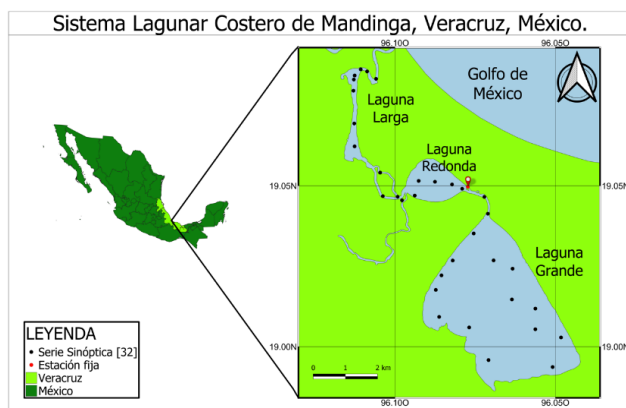 Sistema Lagunar Costero de Mandinga, Veracruz, México.
96.10O
96.05O
Golfo de
México
Laguna
Larga
Laguna
Redonda
19.05N
19.05N
Laguna
Grande
LEYENDA
Serie Sinóptica [32]
Estación fija
Veracruz
México
19.00N
19.00N
0 1 2 km
96.10O
96.05O